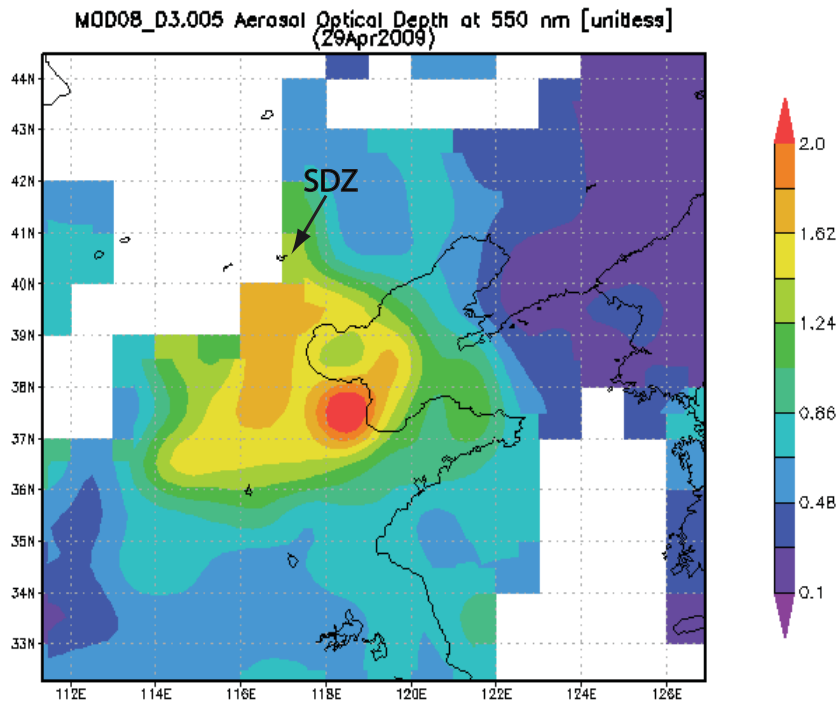 MOD08_D3.005 Aerosol Optical Depth at 550 nm [unitless]
(29Apr2009)
44N
43N
42N
41N
40N
39N
38N
37N
36N
35N
34N
33N
112E 114E 116E 118E 120E 122E 124E 126E
SDZ
2.0
1.62
1.24
0.86
0.48
0.1